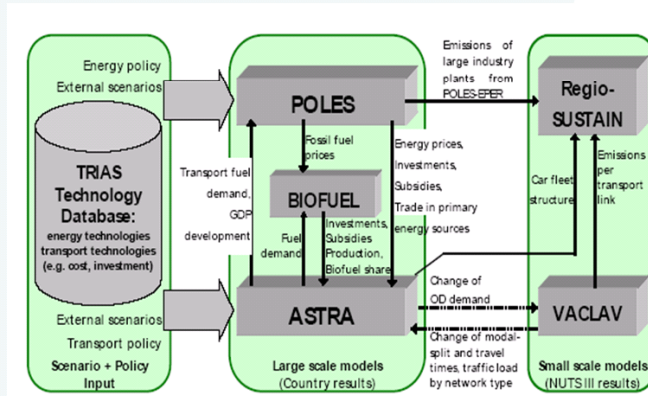 Energy policy
External scenarios
TRIAS
Technology
Database:
energy technologies
transport technologies
(e.g. cost, investment)
External scenarios
Transport policy
Scenario + Policy
Input
POLES
Transport fuel
demand,
GDP
development
Fossil fuel
prices
BIOFUEL
Fuel
demand
Investments,
Subsidies
Production,
Biofuel share
Energy prices,
Investments,
Subsidies,
Trade in primary
energy sources
ASTRA
Large scale models
(Country results)
Emissions of
large industry
plants from
POLES-EPER
Change of
OD demand
Change of modal-
split and travel
times, traffic load
by network type
Regio-
SUSTAIN
Car fleet
structure
Emissions
per
transport
link
VACLAV
Small scale models
(NUTS III results)